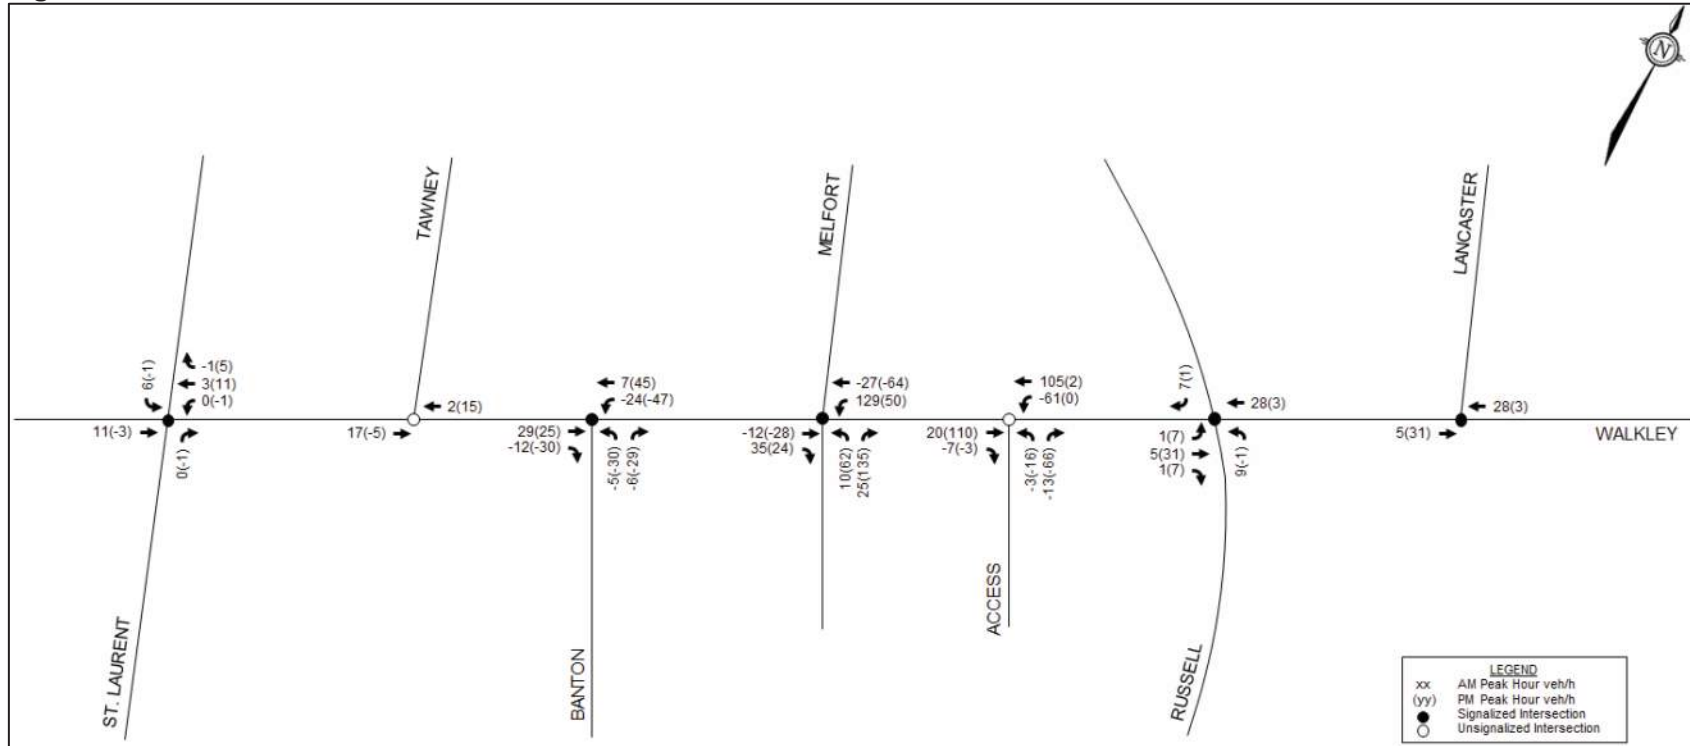 N
TAWNEY
MELFORT
LANCASTER
6(-1)
-1(5)
3(11)
0(-1)
11(-3)
0(-1)
2(15)
17(-5)
7(45)
-24(-47)
29(25)
-12(-30)
-5(-30)
-6(-29)
-27(-64)
129(50)
-12(-28)
35(24)
10(62)
25(135)
105(2)
-61(0)
20(110)
-7(-3)
-3(-16)
-13(-66)
7(1)
28(3)
1(7)
5(31)
1(7)
9(-1)
28(3)
5(31)
WALKLEY
ST. LAURENT
BANTON
ACCESS
RUSSELL
LEGEND
xx AM Peak Hour veh/h
(yy) PM Peak Hour veh/h
Signalized Intersection
Unsignalized Intersection